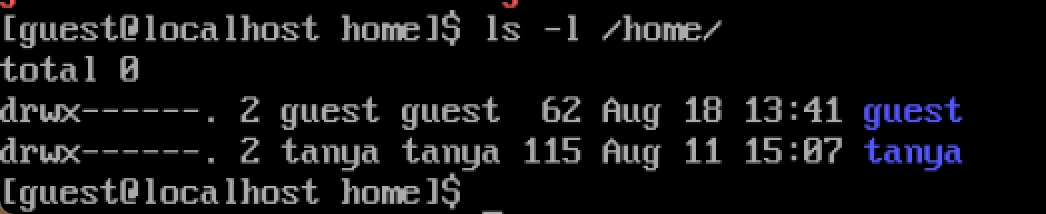 [guest@localhost home]$ ls -l /home/
total 0
drwx------. 2 guest guest  62 Aug 18 13:41 guest
drwx------. 2 tanya tanya 115 Aug 11 15:07 tanya
[guest@localhost home]$